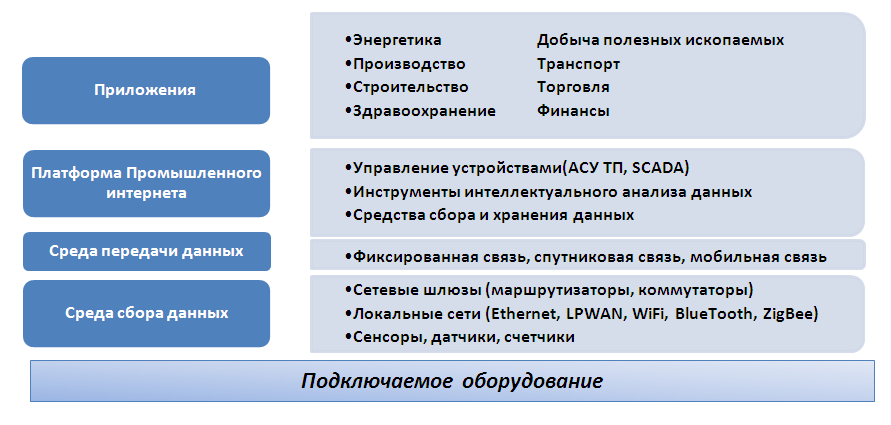 Приложения
•Энергетика Добыча полезных ископаемых
•Производство Транспорт
•Строительство Торговля
•Здравоохранение Финансы
Платформа Промышленного
интернета
•Управление устройствами(АСУ ТП, SCADA)
•Инструменты интеллектуального анализа данных
•Средства сбора и хранения данных
Среда передачи данных
•Фиксированная связь, спутниковая связь, мобильная связь
Среда сбора данных
•Сетевые шлюзы (маршрутизаторы, коммутаторы)
•Локальные сети (Ethernet, LPWAN, WiFi, BlueTooth, ZigBee)
•Сенсоры, датчики, счетчики
Подключаемое оборудование